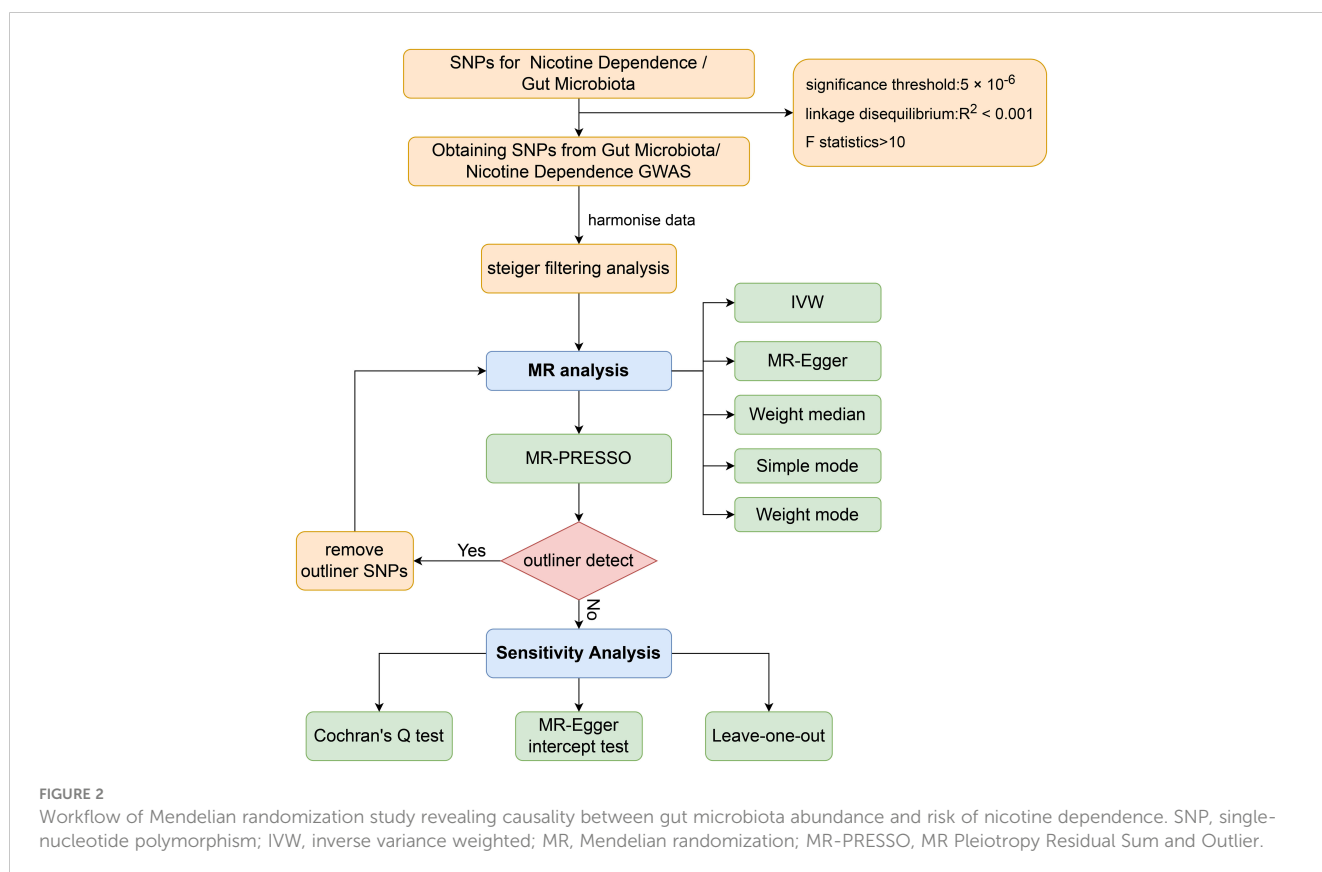 SNPs for Nicotine Dependence /
Gut Microbiota
significance threshold:5 × 10⁻⁶
linkage disequilibrium:R² < 0.001
F statistics>10
Obtaining SNPs from Gut Microbiota/
Nicotine Dependence GWAS
harmonise data
steiger filtering analysis
IVW
MR-Egger
MR analysis
Weight median
Simple mode
Weight mode
MR-PRESSO
outliner detect
Yes
remove
outliner SNPs
No
Sensitivity Analysis
Cochran's Q test
MR-Egger
intercept test
Leave-one-out
FIGURE 2
Workflow of Mendelian randomization study revealing causality between gut microbiota abundance and risk of nicotine dependence. SNP, single-
nucleotide polymorphism; IVW, inverse variance weighted; MR, Mendelian randomization; MR-PRESSO, MR Pleiotropy Residual Sum and Outlier.